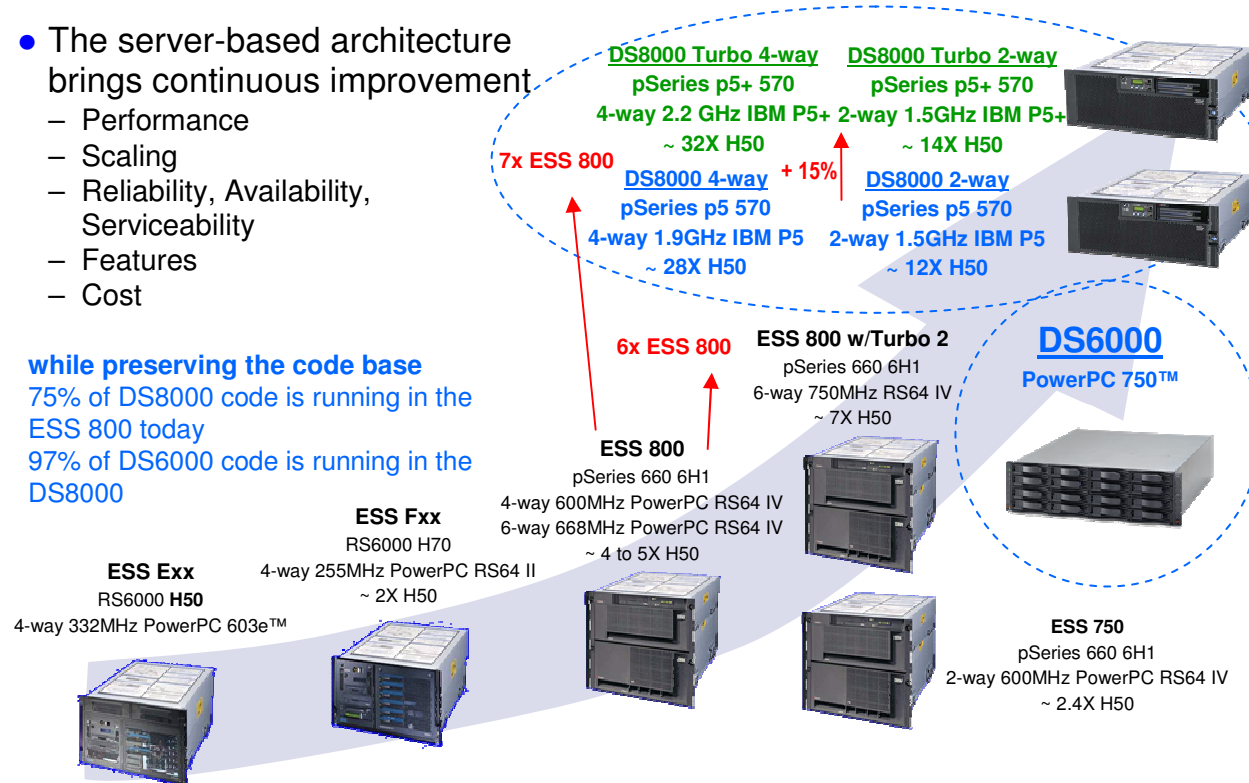 ● The server-based architecture
brings continuous improvement
– Performance
– Scaling
– Reliability, Availability,
Serviceability
– Features
– Cost
while preserving the code base
75% of DS8000 code is running in the
ESS 800 today
97% of DS6000 code is running in the
DS8000
DS8000 Turbo 4-way
pSeries p5+ 570
4-way 2.2 GHz IBM P5+
~ 32X H50
DS8000 Turbo 2-way
pSeries p5+ 570
2-way 1.5GHz IBM P5+
~ 14X H50
7x ESS 800
+ 15%
DS8000 4-way
pSeries p5 570
4-way 1.9GHz IBM P5
~ 28X H50
DS8000 2-way
pSeries p5 570
2-way 1.5GHz IBM P5
~ 12X H50
6x ESS 800
ESS 800 w/Turbo 2
pSeries 660 6H1
6-way 750MHz RS64 IV
~ 7X H50
DS6000
PowerPC 750™
ESS 800
pSeries 660 6H1
4-way 600MHz PowerPC RS64 IV
6-way 668MHz PowerPC RS64 IV
~ 4 to 5X H50
ESS Fxx
RS6000 H70
4-way 255MHz PowerPC RS64 II
~ 2X H50
ESS Exx
RS6000 H50
4-way 332MHz PowerPC 603e™
ESS 750
pSeries 660 6H1
2-way 600MHz PowerPC RS64 IV
~ 2.4X H50